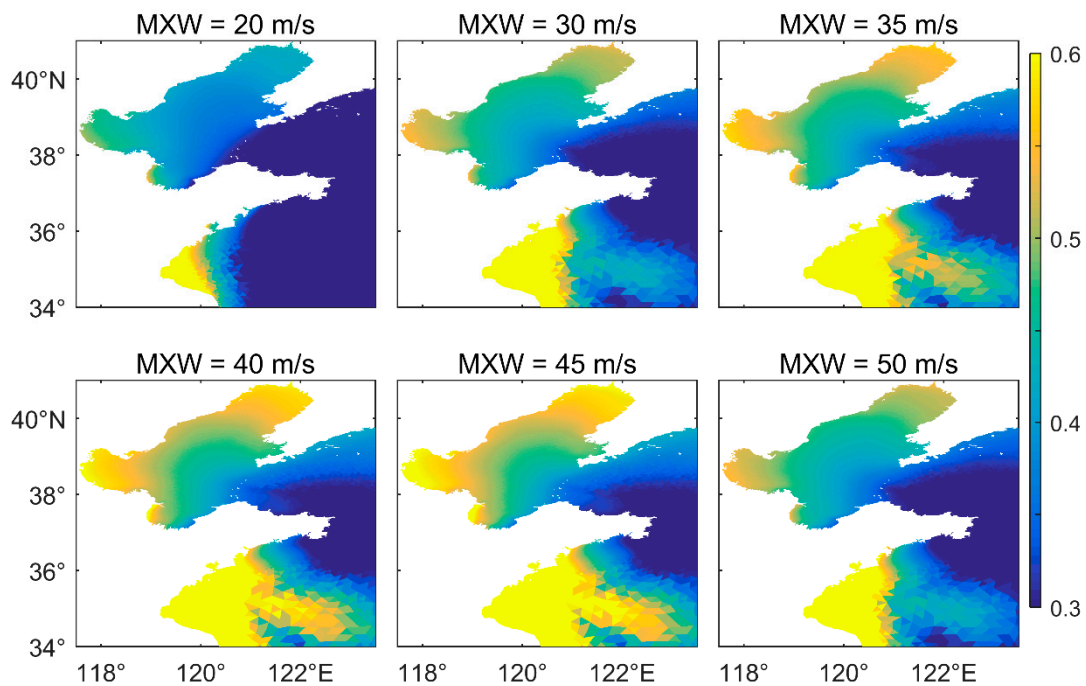 MXW = 20 m/s MXW = 30 m/s MXW = 35 m/s
40°N
38°
36°
34°
0.6
0.5
0.4
0.3
MXW = 40 m/s MXW = 45 m/s MXW = 50 m/s
40°N
38°
36°
34°
118° 120° 122°E 118° 120° 122°E 118° 120° 122°E